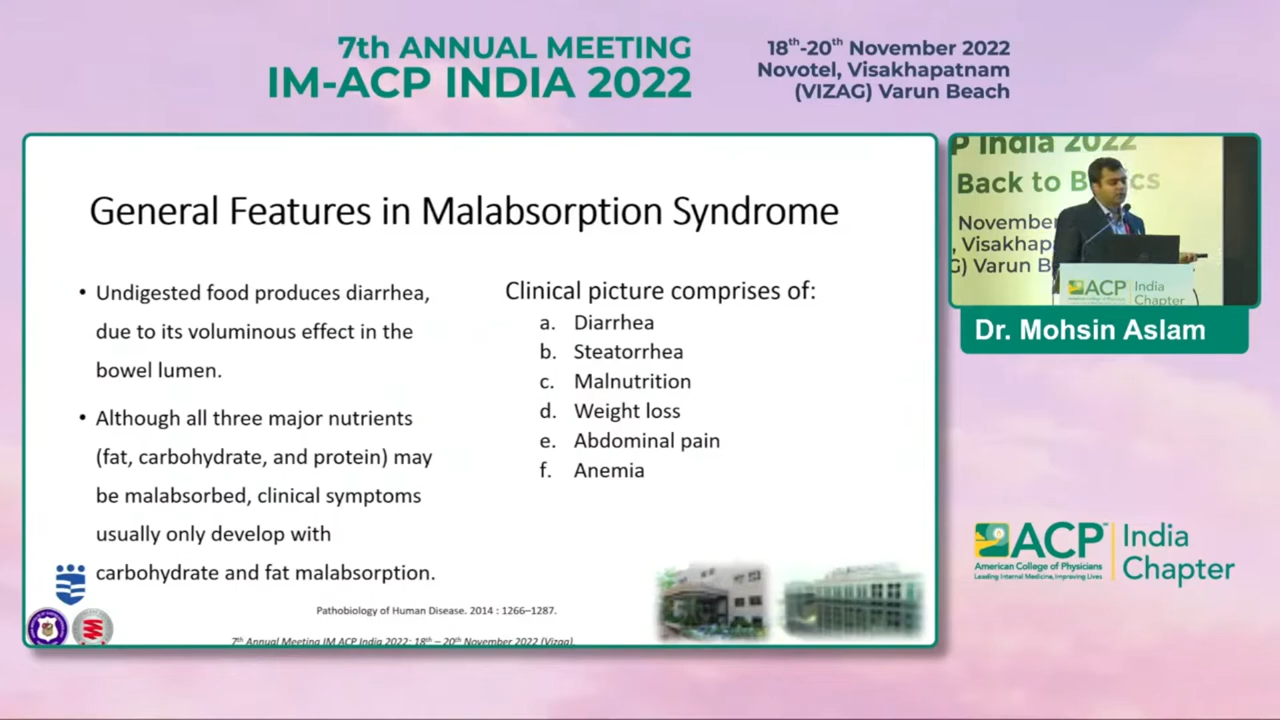 7th ANNUAL MEETING
IM-ACP INDIA 2022
18th-20th November 2022
Novotel, Visakhapatnam
(VIZAG) Varun Beach
General Features in Malabsorption Syndrome
• Undigested food produces diarrhea,
due to its voluminous effect in the
bowel lumen.
• Although all three major nutrients
(fat, carbohydrate, and protein) may
be malabsorbed, clinical symptoms
usually only develop with
carbohydrate and fat malabsorption.
Clinical picture comprises of:
a. Diarrhea
b. Steatorrhea
c. Malnutrition
d. Weight loss
e. Abdominal pain
f. Anemia
Pathobiology of Human Disease. 2014 : 1266–1287.
7th Annual Meeting IM ACP India 2022; 18th – 20th November 2022 (Vizag).
P India 2022
Back to B cs
November
, Visakhap
G) Varun B
ACP India
Chapter
Dr. Mohsin Aslam
ACP™ India
American College of Physicians Chapter
Leading Internal Medicine, Improving Lives